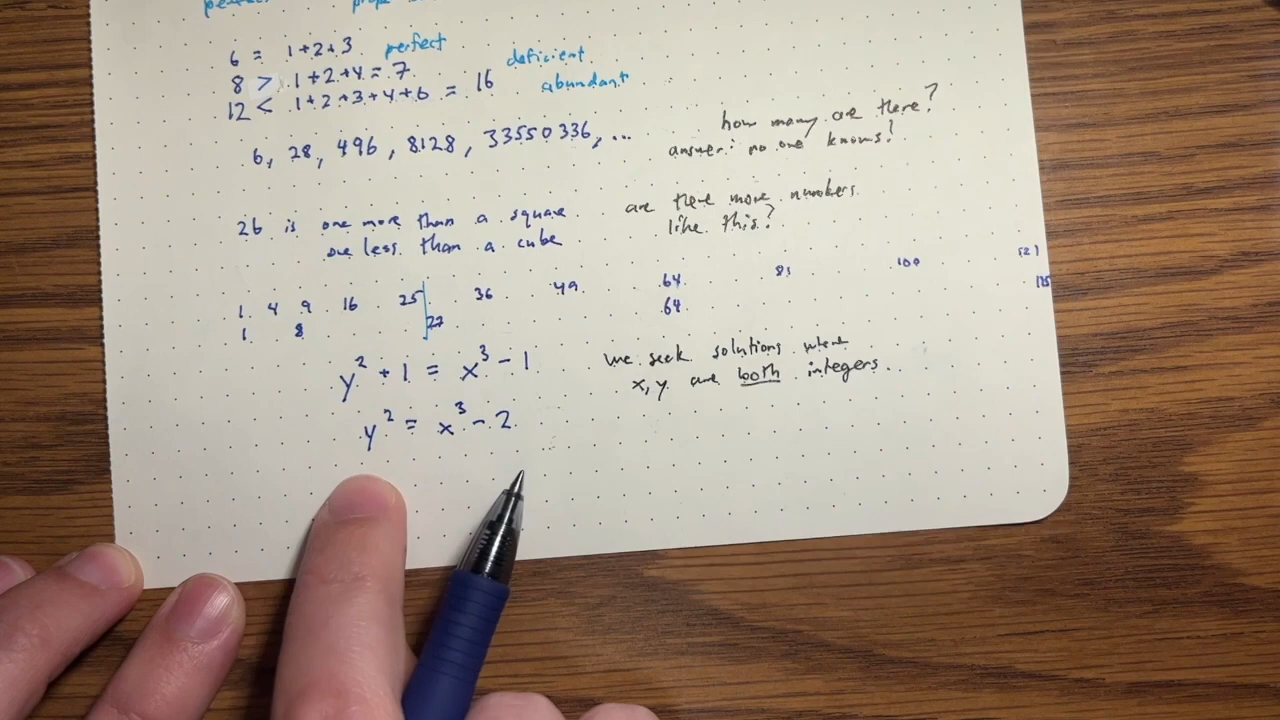 perfect
6 = 1+2+3 perfect
8 > 1+2+4 = 7 deficient
12 < 1+2+3+4+6 = 16 abundant
6, 28, 496, 8128, 33550336, ...
how many are there?
answer: no one knows!
26 is one more than a square
one less than a cube
are there more numbers
like this?
1 4 9 16 25 36 49 64 81 100 121
1 8 27 64 125
y² + 1 = x³ - 1
y² = x³ - 2
we seek solutions where
x, y are both integers.